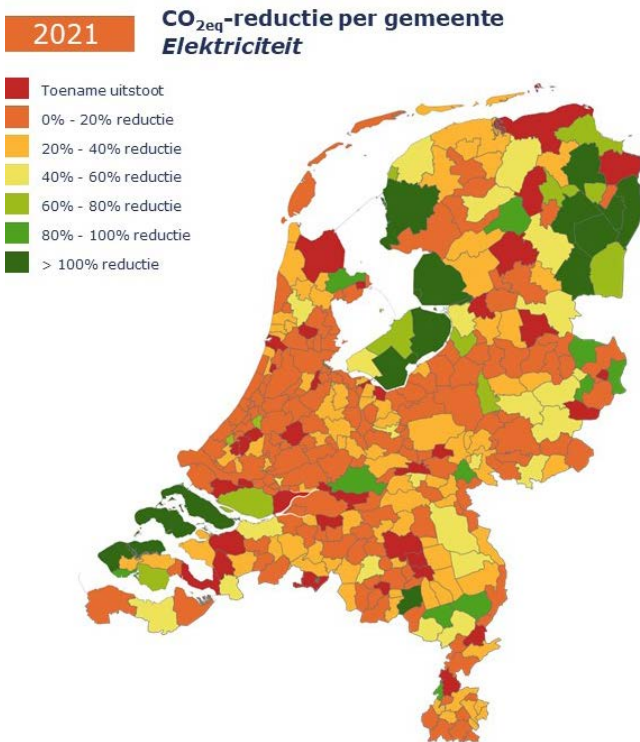 2021
CO2eq-reductie per gemeente
Elektriciteit
Toename uitstoot
0% - 20% reductie
20% - 40% reductie
40% - 60% reductie
60% - 80% reductie
80% - 100% reductie
> 100% reductie